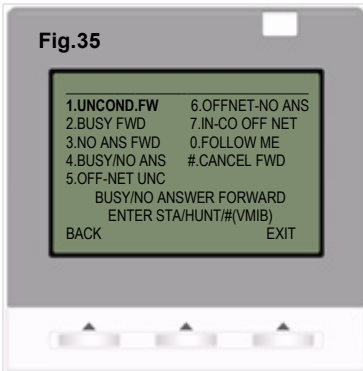 Fig.35
1.UNCOND.FW 6.OFFNET-NO ANS
2.BUSY FWD 7.IN-CO OFF NET
3.NO ANS FWD 0.FOLLOW ME
4.BUSY/NO ANS #.CANCEL FWD
5.OFF-NET UNC
BUSY/NO ANSWER FORWARD
ENTER STA/HUNT/#(VMIB)
BACK EXIT